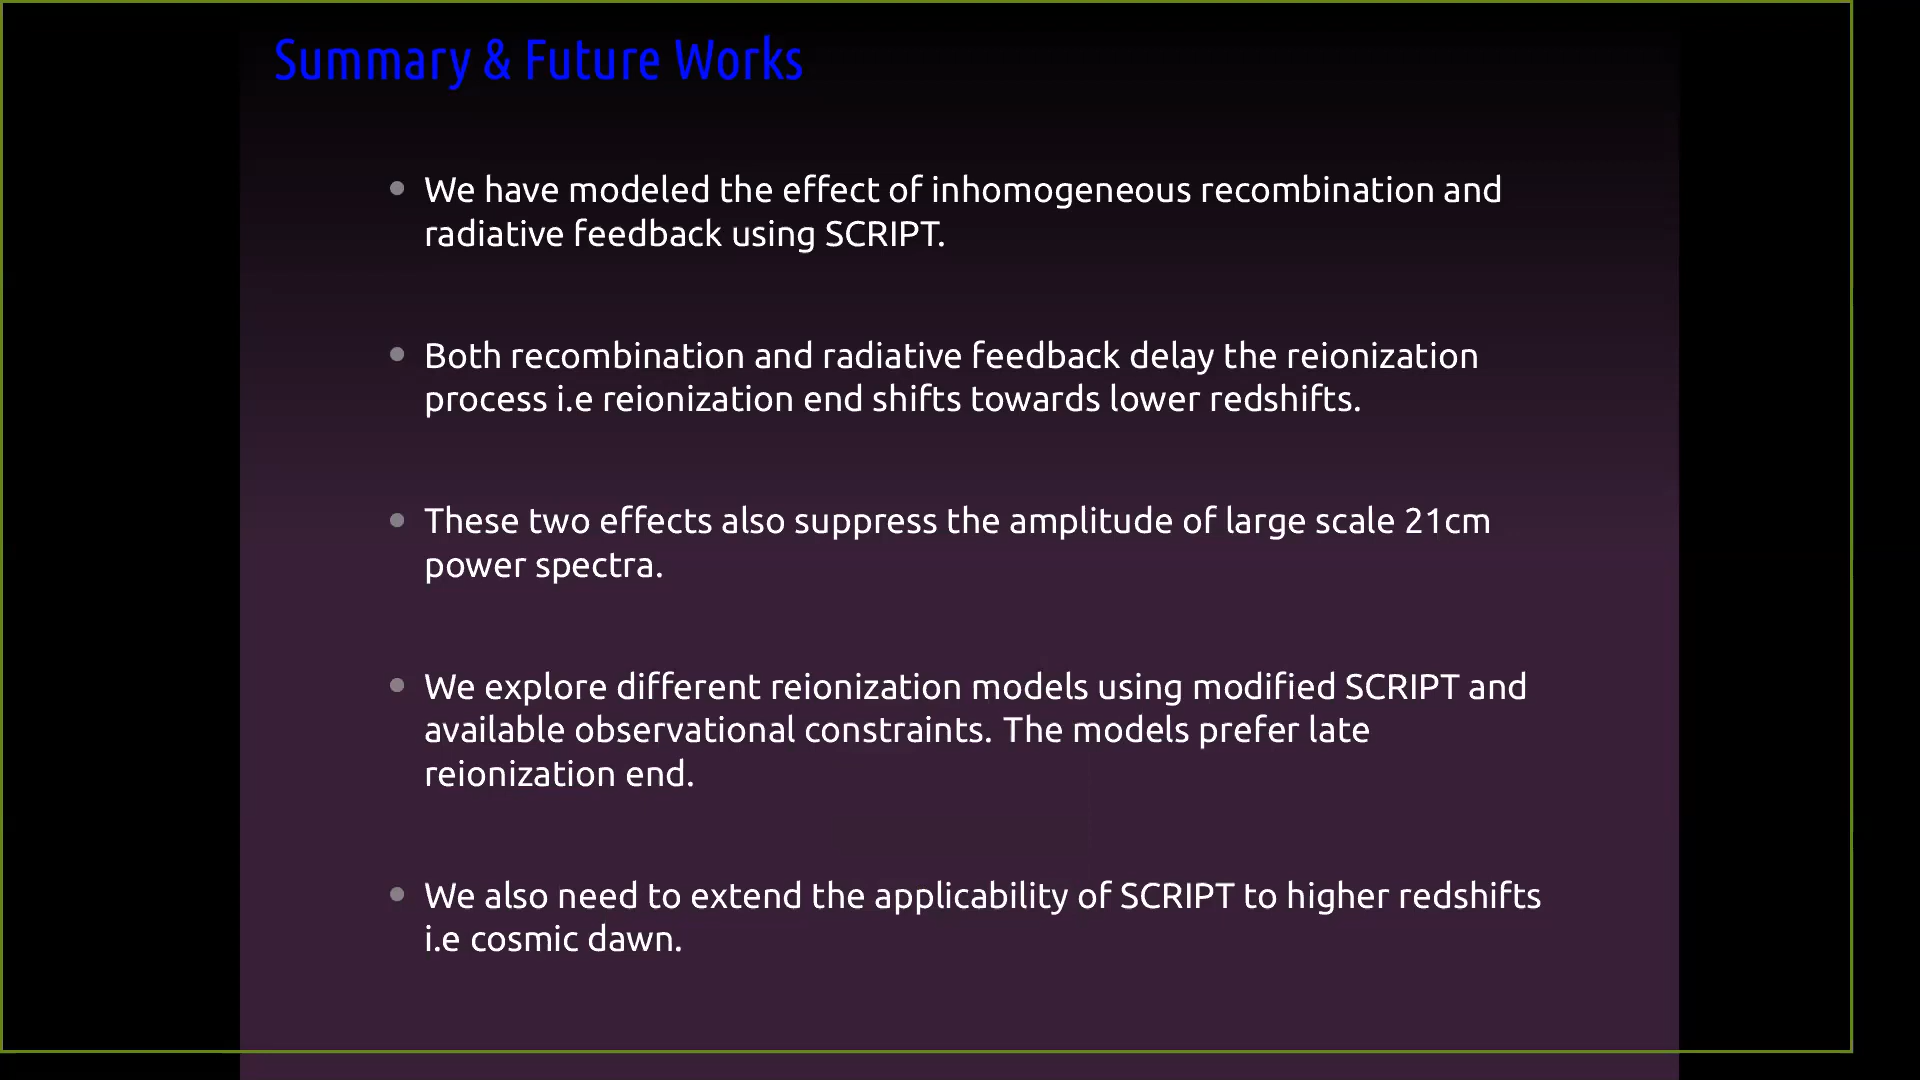 Summary & Future Works
We have modeled the effect of inhomogeneous recombination and
radiative feedback using SCRIPT.
Both recombination and radiative feedback delay the reionization
process i.e reionization end shifts towards lower redshifts.
These two effects also suppress the amplitude of large scale 21cm
power spectra.
We explore different reionization models using modified SCRIPT and
available observational constraints. The models prefer late
reionization end.
We also need to extend the applicability of SCRIPT to higher redshifts
i.e cosmic dawn.